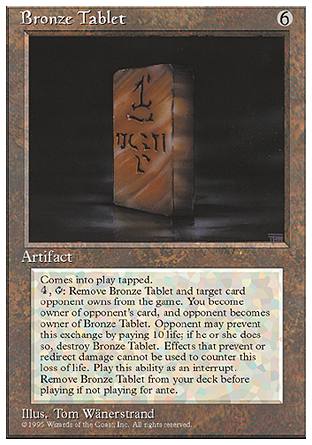 Bronze Tablet 6
Artifact
Comes into play tapped.
4, T: Remove Bronze Tablet and target card
opponent owns from the game. You become
owner of opponent's card, and opponent becomes
owner of Bronze Tablet. Opponent may prevent
this exchange by paying 10 life; if he or she does
so, destroy Bronze Tablet. Effects that prevent or
redirect damage cannot be used to counter this
loss of life. Play this ability as an interrupt.
Remove Bronze Tablet from your deck before
playing if not playing for ante.
Illus. Tom Wänerstrand
©1995 Wizards of the Coast, Inc. All rights reserved.